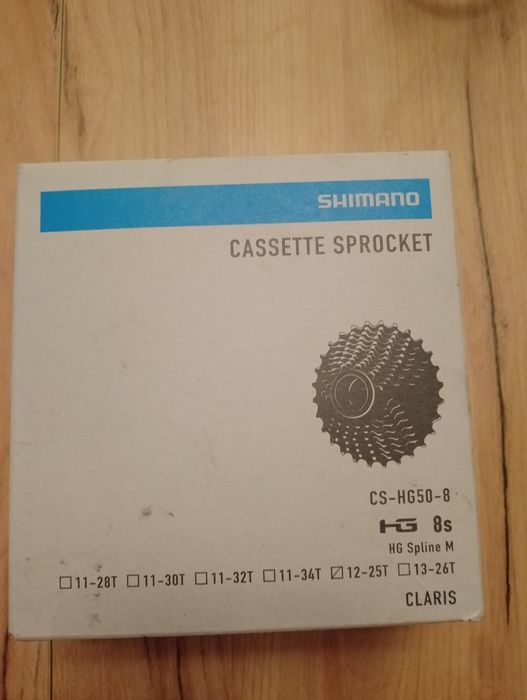 SHIMANO
CASSETTE SPROCKET
CS-HG50-8
HG 8s
HG Spline M
☐11-28T ☐11-30T ☐11-32T ☐11-34T ☑12-25T ☐13-26T
CLARIS